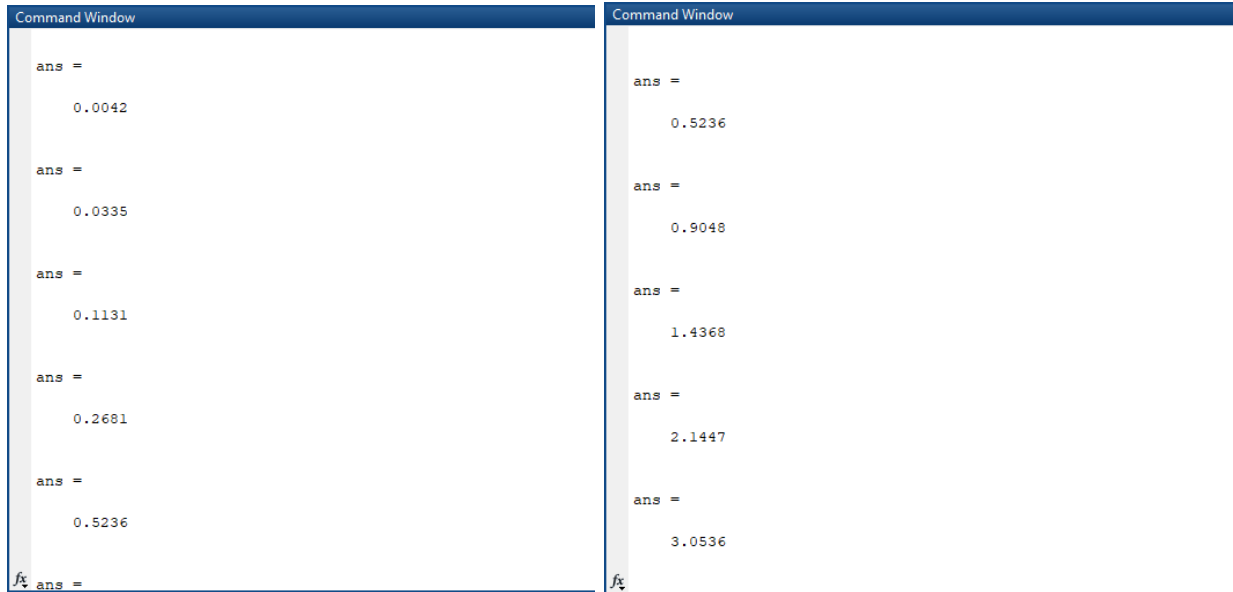 Command Window
ans =
0.0042
ans =
0.0335
ans =
0.1131
ans =
0.2681
ans =
0.5236
fx ans =
Command Window
ans =
0.5236
ans =
0.9048
ans =
1.4368
ans =
2.1447
ans =
3.0536
fx